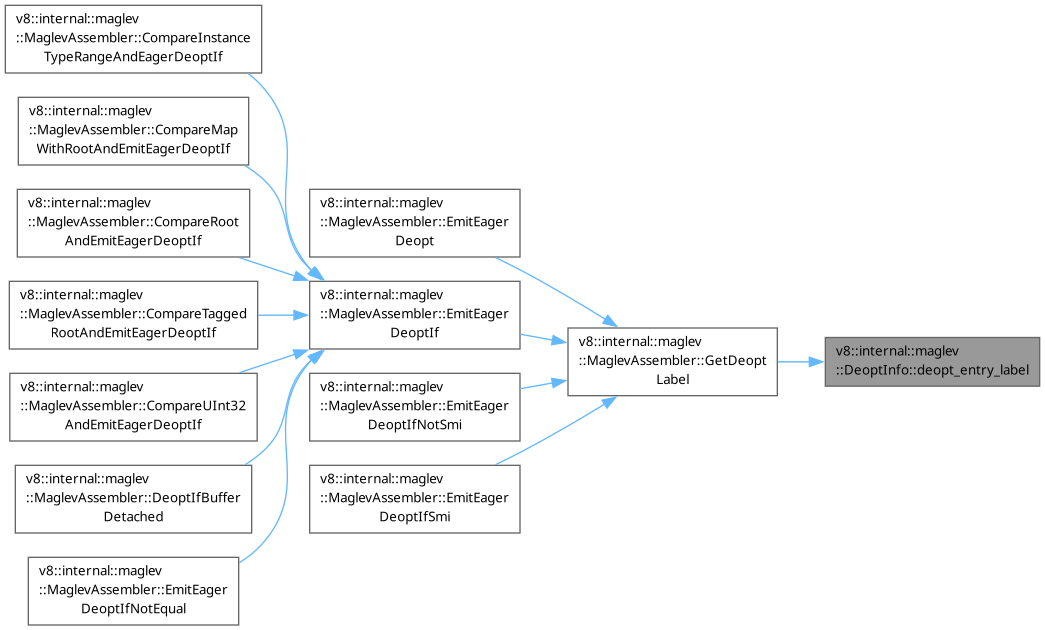 v8::internal::maglev
::MaglevAssembler::CompareInstance
TypeRangeAndEagerDeoptIf
v8::internal::maglev
::MaglevAssembler::CompareMap
WithRootAndEmitEagerDeoptIf
v8::internal::maglev
::MaglevAssembler::CompareRoot
AndEmitEagerDeoptIf
v8::internal::maglev
::MaglevAssembler::CompareTagged
RootAndEmitEagerDeoptIf
v8::internal::maglev
::MaglevAssembler::CompareUInt32
AndEmitEagerDeoptIf
v8::internal::maglev
::MaglevAssembler::DeoptIfBuffer
Detached
v8::internal::maglev
::MaglevAssembler::EmitEager
DeoptIfNotEqual
v8::internal::maglev
::MaglevAssembler::EmitEager
Deopt
v8::internal::maglev
::MaglevAssembler::EmitEager
DeoptIf
v8::internal::maglev
::MaglevAssembler::EmitEager
DeoptIfNotSmi
v8::internal::maglev
::MaglevAssembler::EmitEager
DeoptIfSmi
v8::internal::maglev
::MaglevAssembler::GetDeopt
Label
v8::internal::maglev
::DeoptInfo::deopt_entry_label